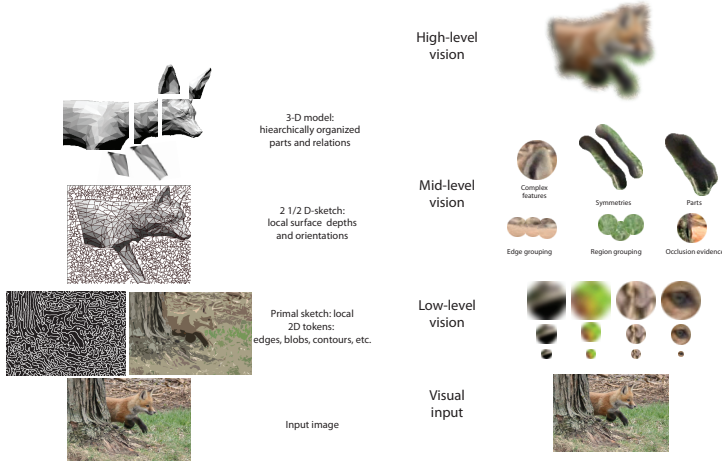 3-D model:
hiearchically organized
parts and relations
2 1/2 D-sketch:
local surface depths
and orientations
Primal sketch: local
2D tokens:
edges, blobs, contours, etc.
Input image
High-level
vision
Mid-level
vision
Complex
features
Symmetries
Parts
Edge grouping
Region grouping
Occlusion evidence
Low-level
vision
Visual
input